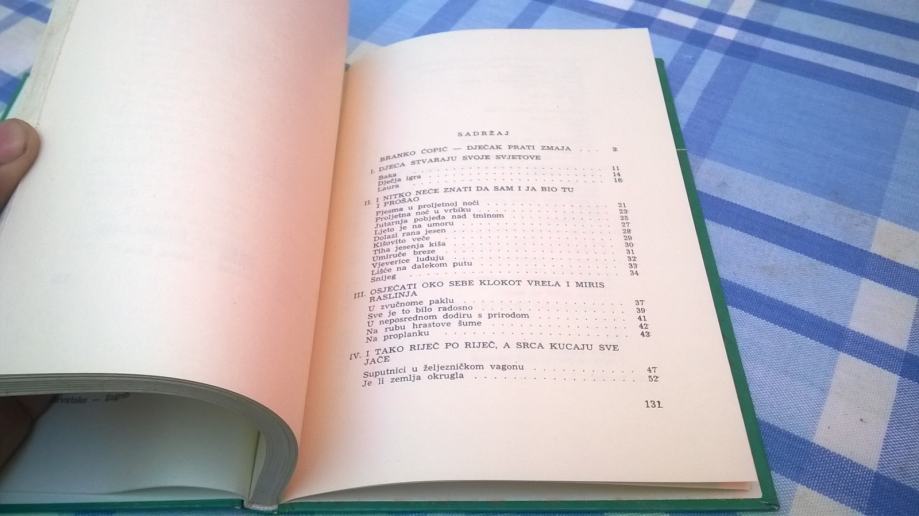 SADRŽAJ
BRANKO ĆOPIĆ — DJEČAK PRATI ZMAJA . . . 5
I. DJECA STVARAJU SVOJE SVJETOVE
Baka . . . 11
Dječja igra . . . 14
Laura . . . 16
II. I NITKO NEĆE ZNATI DA SAM I JA BIO TU
I PROŠAO
Pjesma u proljetnoj noći . . . 21
Proljetna noć u vrbiku . . . 23
Jutarnja pobjeda nad tminom . . . 25
Ljeto je na umoru . . . 27
Dolazi rana jesen . . . 28
Kišovito veče . . . 29
Tiha jesenja kiša . . . 30
Umiruće breze . . . 31
Vjeverice luduju . . . 32
Lišće na dalekom putu . . . 33
Snijeg . . . 34
III. OSJEĆATI OKO SEBE KLOKOT VRELA I MIRIS
RASLINJA
U zvučnome paklu . . . 37
Sve je to bilo radosno . . . 39
U neposrednom dodiru s prirodom . . . 41
Na rubu hrastove šume . . . 42
Na proplanku . . . 43
IV. I TAKO RIJEČ PO RIJEČ, A SRCA KUCAJU SVE
JAČE
Suputnici u željezničkom vagonu . . . 47
Je li zemlja okrugla . . . 52
131